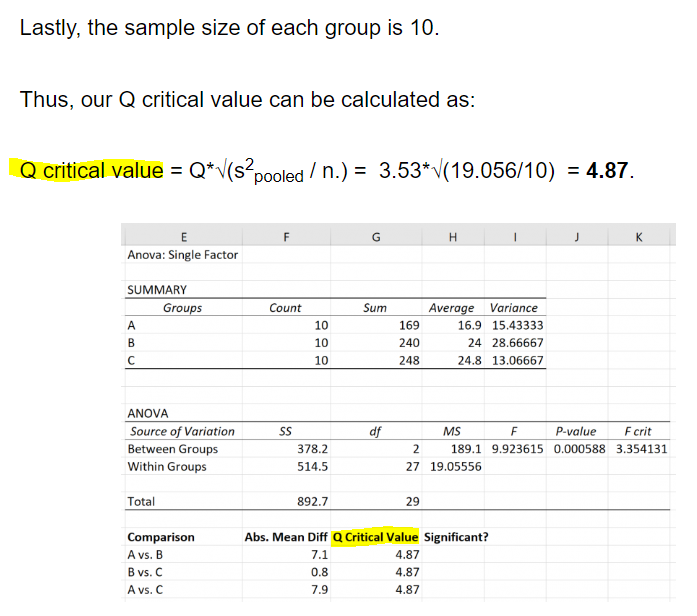 Lastly, the sample size of each group is 10.
Thus, our Q critical value can be calculated as:
Q critical value = Q*√(s²pooled / n.) = 3.53*√(19.056/10) = 4.87.
E F G H I J K
Anova: Single Factor
SUMMARY
Groups Count Sum Average Variance
A 10 169 16.9 15.43333
B 10 240 24 28.66667
C 10 248 24.8 13.06667
ANOVA
Source of Variation SS df MS F P-value F crit
Between Groups 378.2 2 189.1 9.923615 0.000588 3.354131
Within Groups 514.5 27 19.05556
Total 892.7 29
Comparison Abs. Mean Diff Q Critical Value Significant?
A vs. B 7.1 4.87
B vs. C 0.8 4.87
A vs. C 7.9 4.87